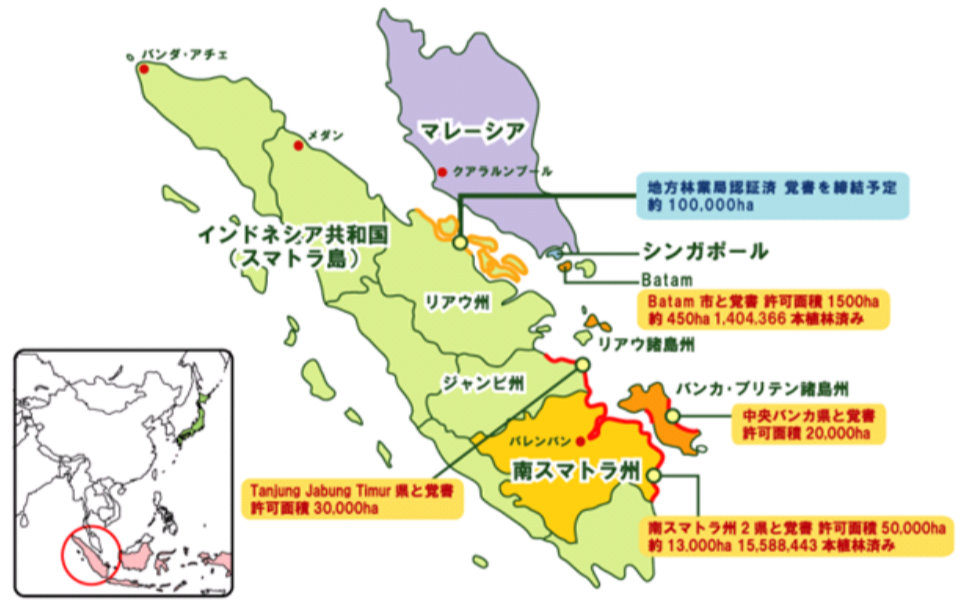 バンダ・アチェ
メダン
マレーシア
クアラルンプール
地方林業局認証済 覚書を締結予定
約 100,000ha
インドネシア共和国
（スマトラ島）
シンガポール
Batam
Batam 市と覚書 許可面積 1500ha
約 450ha 1,404,366 本植林済み
リアウ州
リアウ諸島州
ジャンビ州
バンカ・ブリテン諸島州
中央バンカ県と覚書
許可面積 20,000ha
パレンバン
南スマトラ州
Tanjung Jabung Timur 県と覚書
許可面積 30,000ha
南スマトラ州 2 県と覚書 許可面積 50,000ha
約 13,000ha 15,588,443 本植林済み